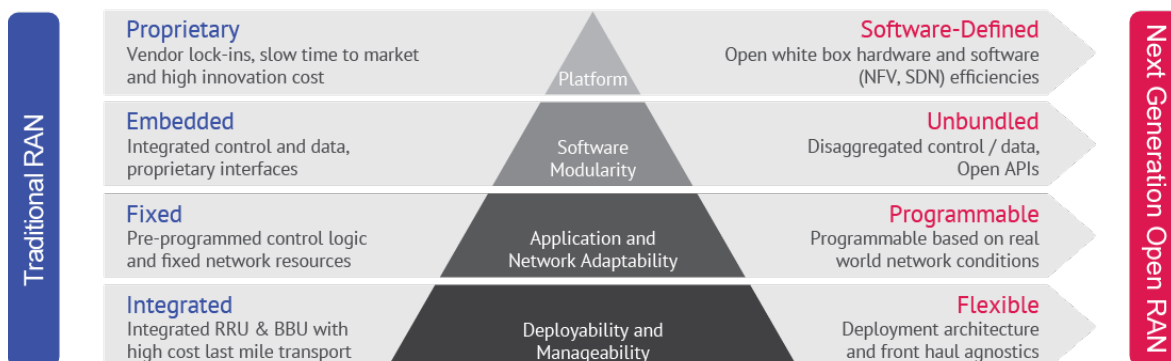 Traditional RAN
Proprietary
Vendor lock-ins, slow time to market
and high innovation cost
Platform
Software-Defined
Open white box hardware and software
(NFV, SDN) efficiencies
Embedded
Integrated control and data,
proprietary interfaces
Software
Modularity
Unbundled
Disaggregated control / data,
Open APIs
Fixed
Pre-programmed control logic
and fixed network resources
Application and
Network Adaptability
Programmable
Programmable based on real
world network conditions
Integrated
Integrated RRU & BBU with
high cost last mile transport
Deployability and
Manageability
Flexible
Deployment architecture
and front haul agnostics
Next Generation Open RAN